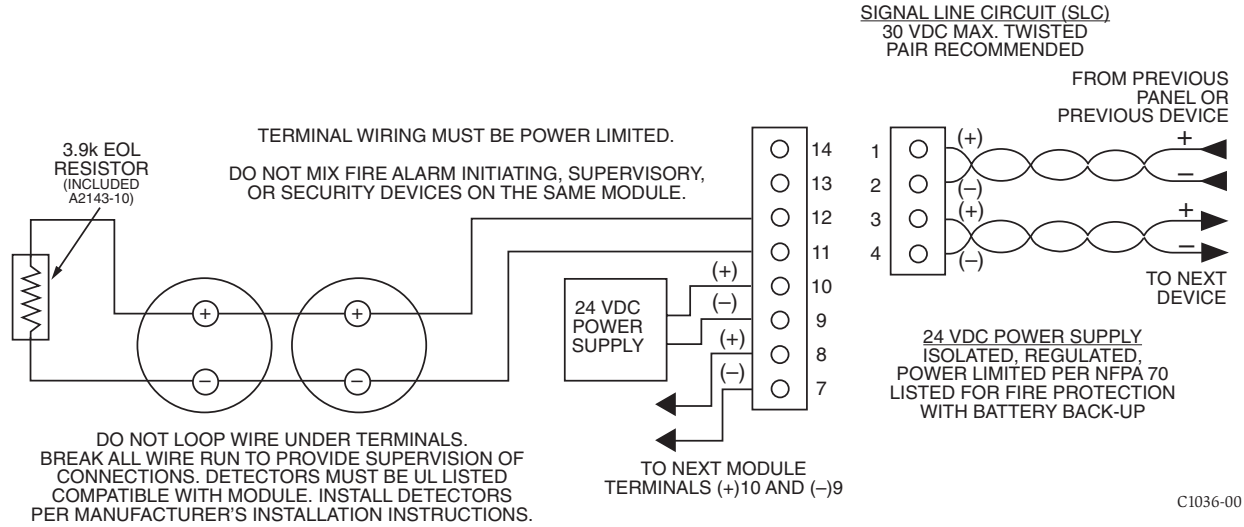 SIGNAL LINE CIRCUIT (SLC)
30 VDC MAX. TWISTED
PAIR RECOMMENDED
FROM PREVIOUS
PANEL OR
PREVIOUS DEVICE
3.9k EOL
RESISTOR
(INCLUDED
A2143-10)
TERMINAL WIRING MUST BE POWER LIMITED.
DO NOT MIX FIRE ALARM INITIATING, SUPERVISORY,
OR SECURITY DEVICES ON THE SAME MODULE.
14
13
12
11
10
9
8
7
1
2
3
4
(+)
(–)
(+)
(–)
+
–
+
–
TO NEXT
DEVICE
+
+
–
–
24 VDC
POWER
SUPPLY
(+)
(–)
(+)
(–)
24 VDC POWER SUPPLY
ISOLATED, REGULATED,
POWER LIMITED PER NFPA 70
LISTED FOR FIRE PROTECTION
WITH BATTERY BACK-UP
DO NOT LOOP WIRE UNDER TERMINALS.
BREAK ALL WIRE RUN TO PROVIDE SUPERVISION OF
CONNECTIONS. DETECTORS MUST BE UL LISTED
COMPATIBLE WITH MODULE. INSTALL DETECTORS
PER MANUFACTURER'S INSTALLATION INSTRUCTIONS.
TO NEXT MODULE
TERMINALS (+)10 AND (–)9
C1036-00